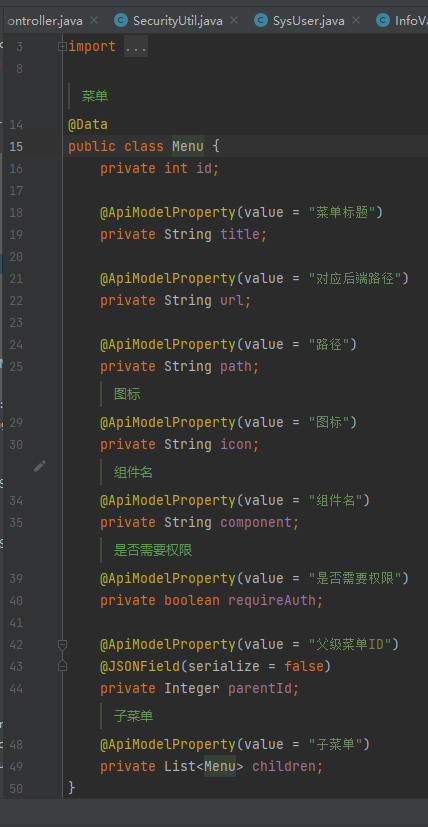 ontroller.java × SecurityUtil.java × SysUser.java × InfoVa
3 import ...
8
菜单
14 @Data
15 public class Menu {
16 private int id;
17
18 @ApiModelProperty(value = "菜单标题")
19 private String title;
20
21 @ApiModelProperty(value = "对应后端路径")
22 private String url;
23
24 @ApiModelProperty(value = "路径")
25 private String path;
图标
29 @ApiModelProperty(value = "图标")
30 private String icon;
组件名
34 @ApiModelProperty(value = "组件名")
35 private String component;
是否需要权限
39 @ApiModelProperty(value = "是否需要权限")
40 private boolean requireAuth;
41
42 @ApiModelProperty(value = "父级菜单ID")
43 @JSONField(serialize = false)
44 private Integer parentId;
子菜单
48 @ApiModelProperty(value = "子菜单")
49 private List<Menu> children;
50 }